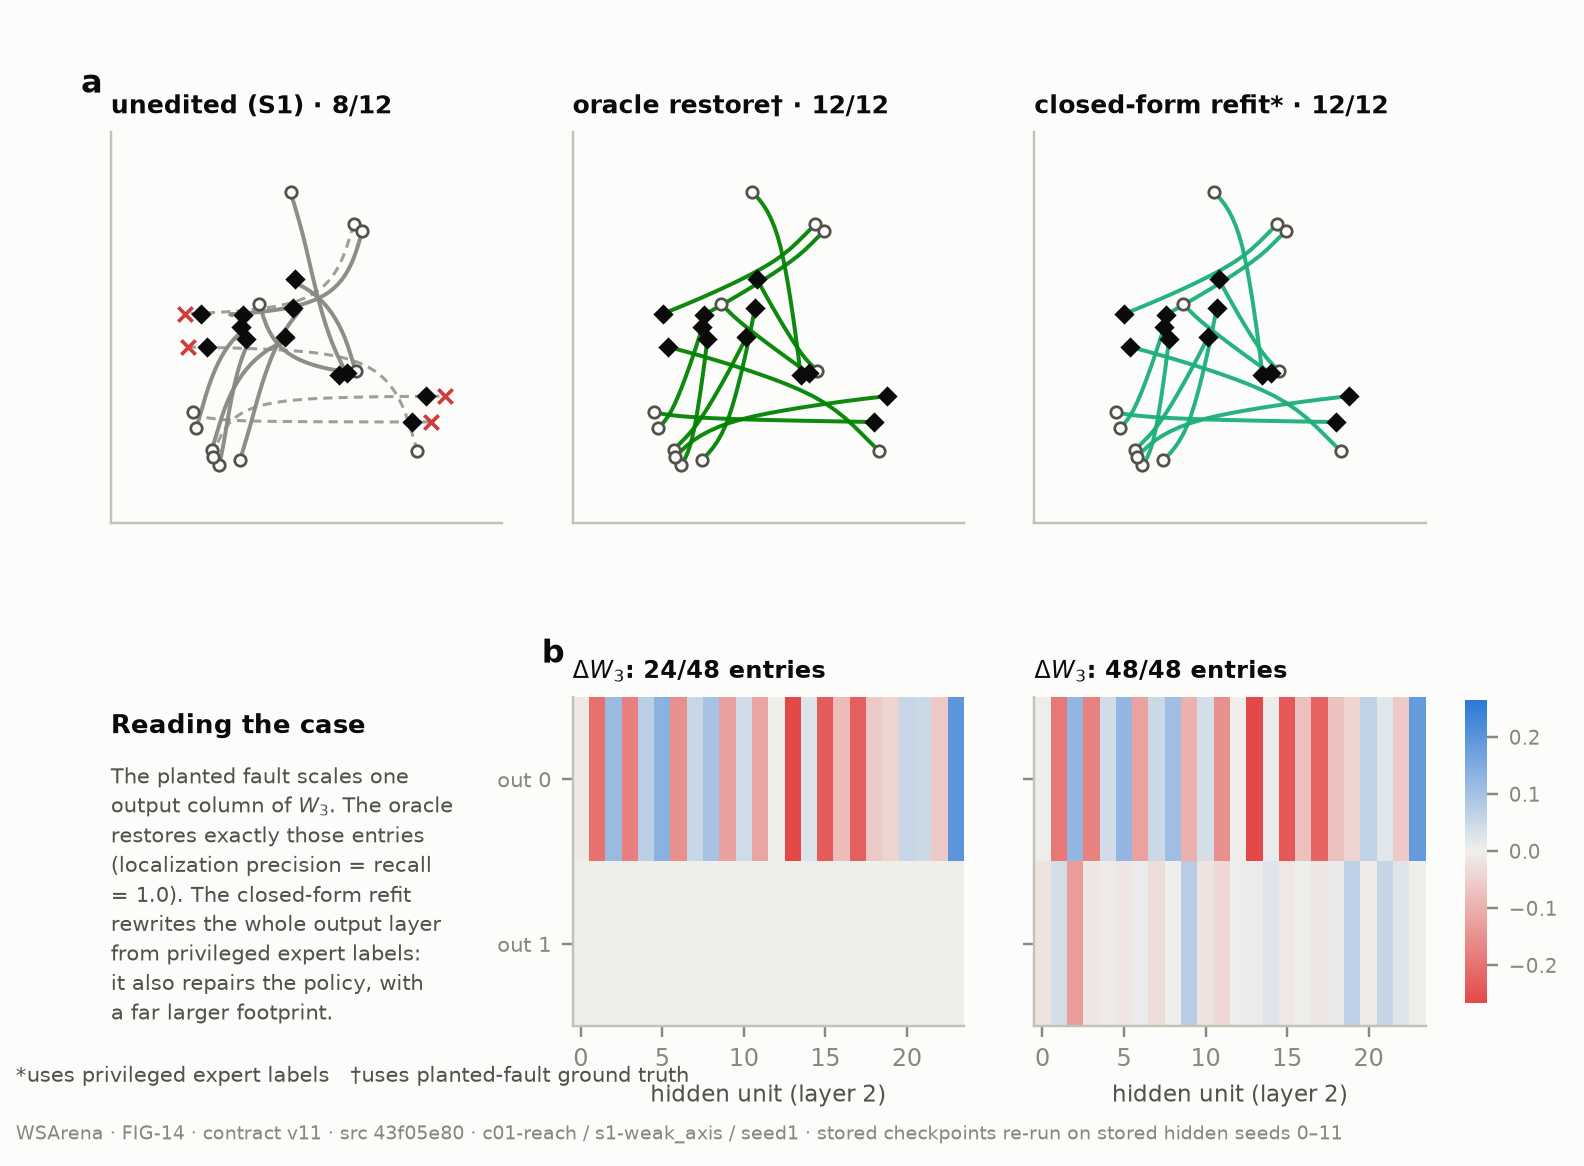 a
unedited (S1) · 8/12
oracle restore† · 12/12
closed-form refit* · 12/12
b
ΔW₃: 24/48 entries
ΔW₃: 48/48 entries
Reading the case
The planted fault scales one
output column of W₃. The oracle
restores exactly those entries
(localization precision = recall
= 1.0). The closed-form refit
rewrites the whole output layer
from privileged expert labels:
it also repairs the policy, with
a far larger footprint.
out 0
out 1
0 5 10 15 20
hidden unit (layer 2)
0 5 10 15 20
hidden unit (layer 2)
0.2
0.1
0.0
−0.1
−0.2
*uses privileged expert labels †uses planted-fault ground truth
WSArena · FIG-14 · contract v11 · src 43f05e80 · c01-reach / s1-weak_axis / seed1 · stored checkpoints re-run on stored hidden seeds 0–11